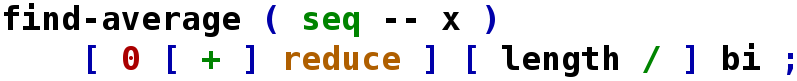 find-average ( seq -- x )
[ 0 [ + ] reduce ] [ length / ] bi ;